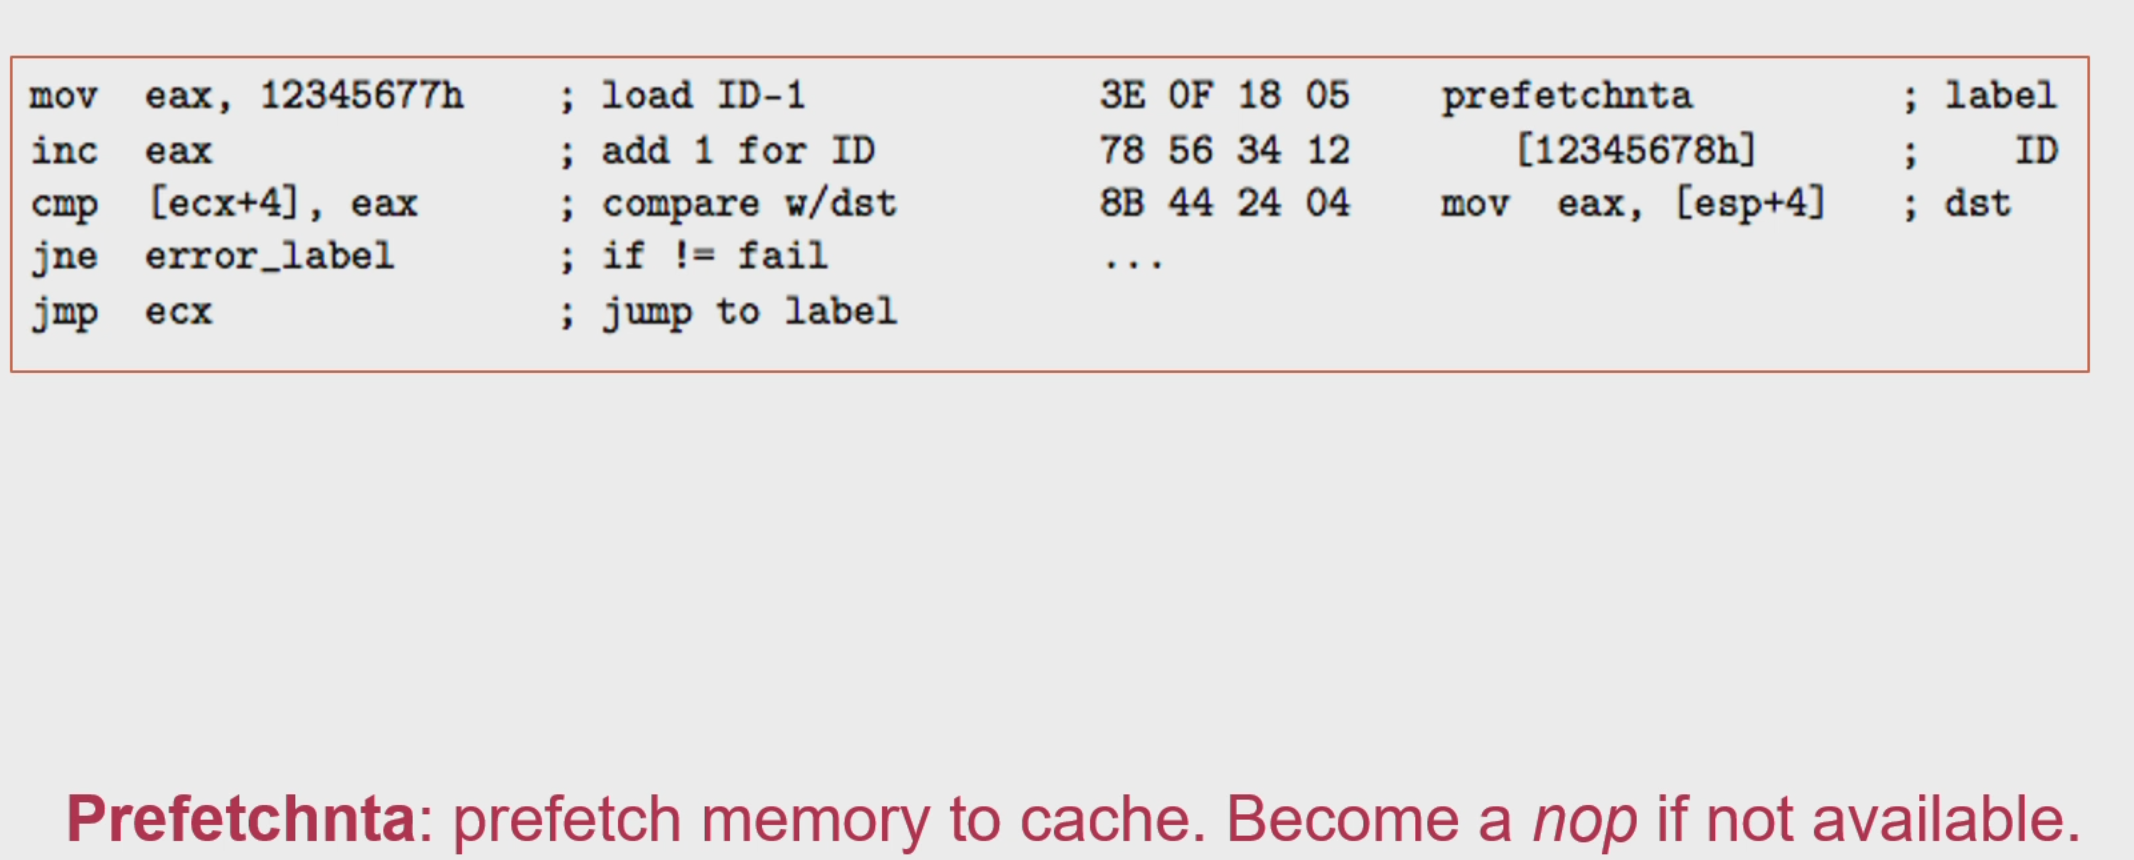 mov eax, 12345677h ; load ID-1 3E 0F 18 05 prefetchnta ; label
inc eax ; add 1 for ID 78 56 34 12 [12345678h] ; ID
cmp [ecx+4], eax ; compare w/dst 8B 44 24 04 mov eax, [esp+4] ; dst
jne error_label ; if != fail ...
jmp ecx ; jump to label
Prefetchnta: prefetch memory to cache. Become a nop if not available.